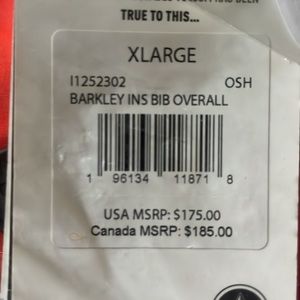 TRUE TO THIS...
XLARGE
I1252302 OSH
BARKLEY INS BIB OVERALL
1 96134 11871 8
USA MSRP: $175.00
Canada MSRP: $185.00